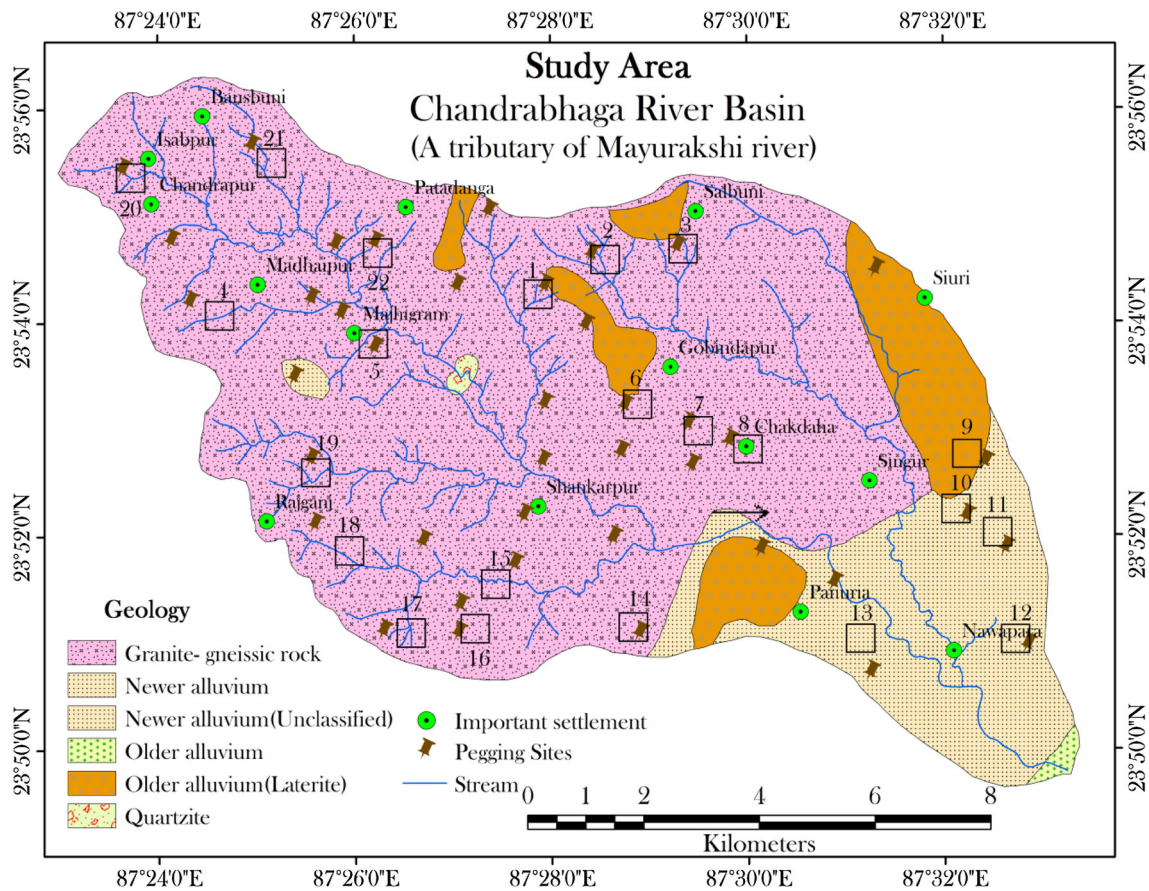 87°24'0"E
87°26'0"E
87°28'0"E
87°30'0"E
87°32'0"E
Study Area
Chandrabhaga River Basin
(A tributary of Mayurakshi river)
23°56'0"N
23°54'0"N
23°52'0"N
23°50'0"N
23°56'0"N
23°54'0"N
23°52'0"N
23°50'0"N
Bansbuni
21
Isabpur
Chandrapur
20
Patadanga
Salbuni
2
3
22
Madhaipur
1
Siuri
4
Majhigram
5
Gobindapur
6
7
8
Chakdaha
9
19
Singur
10
Rajganj
Shankarpur
11
18
15
Panuria
17
16
14
13
12
Nawapara
Geology
Granite- gneissic rock
Newer alluvium
Newer alluvium(Unclassified)
Older alluvium
Older alluvium(Laterite)
Quartzite
Important settlement
Pegging Sites
Stream
0 1 2 4 6 8
Kilometers
87°24'0"E
87°26'0"E
87°28'0"E
87°30'0"E
87°32'0"E